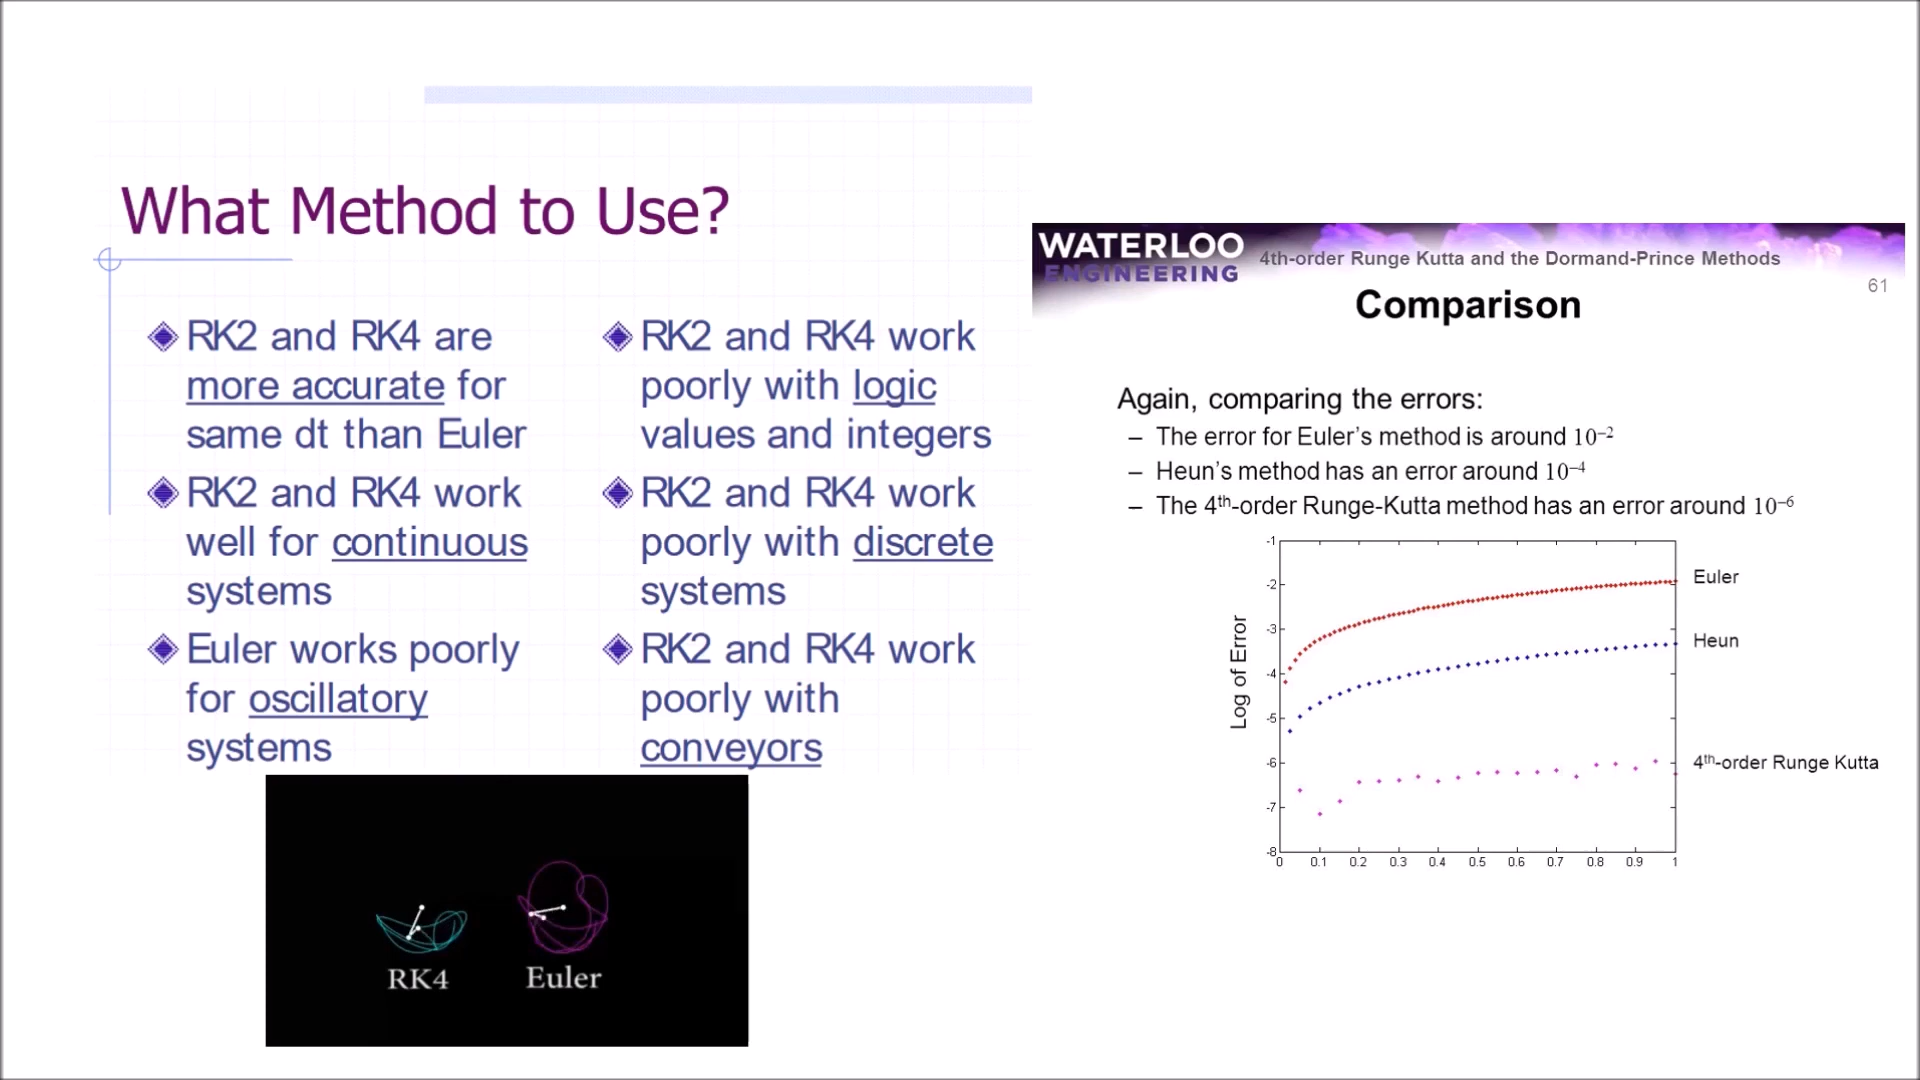 What Method to Use?
RK2 and RK4 are
more accurate for
same dt than Euler
RK2 and RK4 work
well for continuous
systems
Euler works poorly
for oscillatory
systems
RK2 and RK4 work
poorly with logic
values and integers
RK2 and RK4 work
poorly with discrete
systems
RK2 and RK4 work
poorly with
conveyors
RK4
Euler
WATERLOO
ENGINEERING
4th-order Runge Kutta and the Dormand-Prince Methods
61
Comparison
Again, comparing the errors:
– The error for Euler’s method is around 10⁻²
– Heun’s method has an error around 10⁻⁴
– The 4th-order Runge-Kutta method has an error around 10⁻⁶
Log of Error
-1
-2
-3
-4
-5
-6
-7
-8
0 0.1 0.2 0.3 0.4 0.5 0.6 0.7 0.8 0.9 1
Euler
Heun
4th-order Runge Kutta